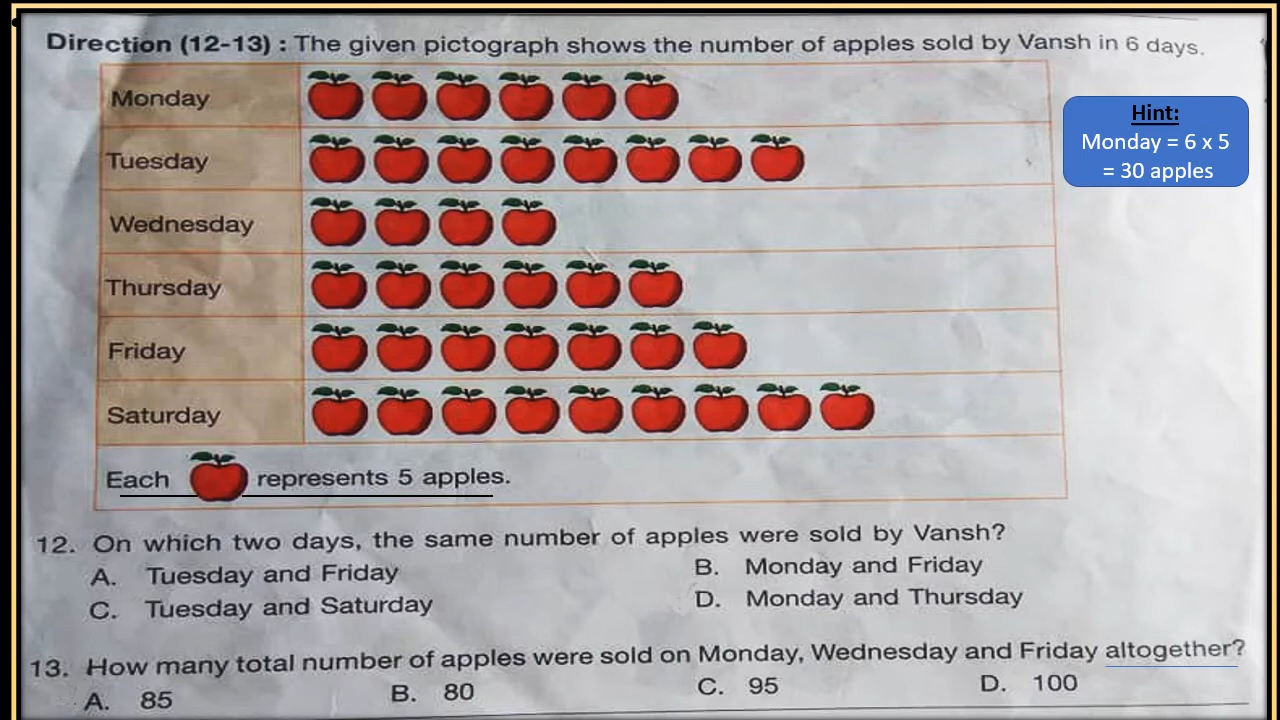 Direction (12-13) : The given pictograph shows the number of apples sold by Vansh in 6 days.
Monday
Hint:
Monday = 6 x 5
= 30 apples
Tuesday
Wednesday
Thursday
Friday
Saturday
Each represents 5 apples.
12. On which two days, the same number of apples were sold by Vansh?
A. Tuesday and Friday B. Monday and Friday
C. Tuesday and Saturday D. Monday and Thursday
13. How many total number of apples were sold on Monday, Wednesday and Friday altogether?
A. 85 B. 80 C. 95 D. 100